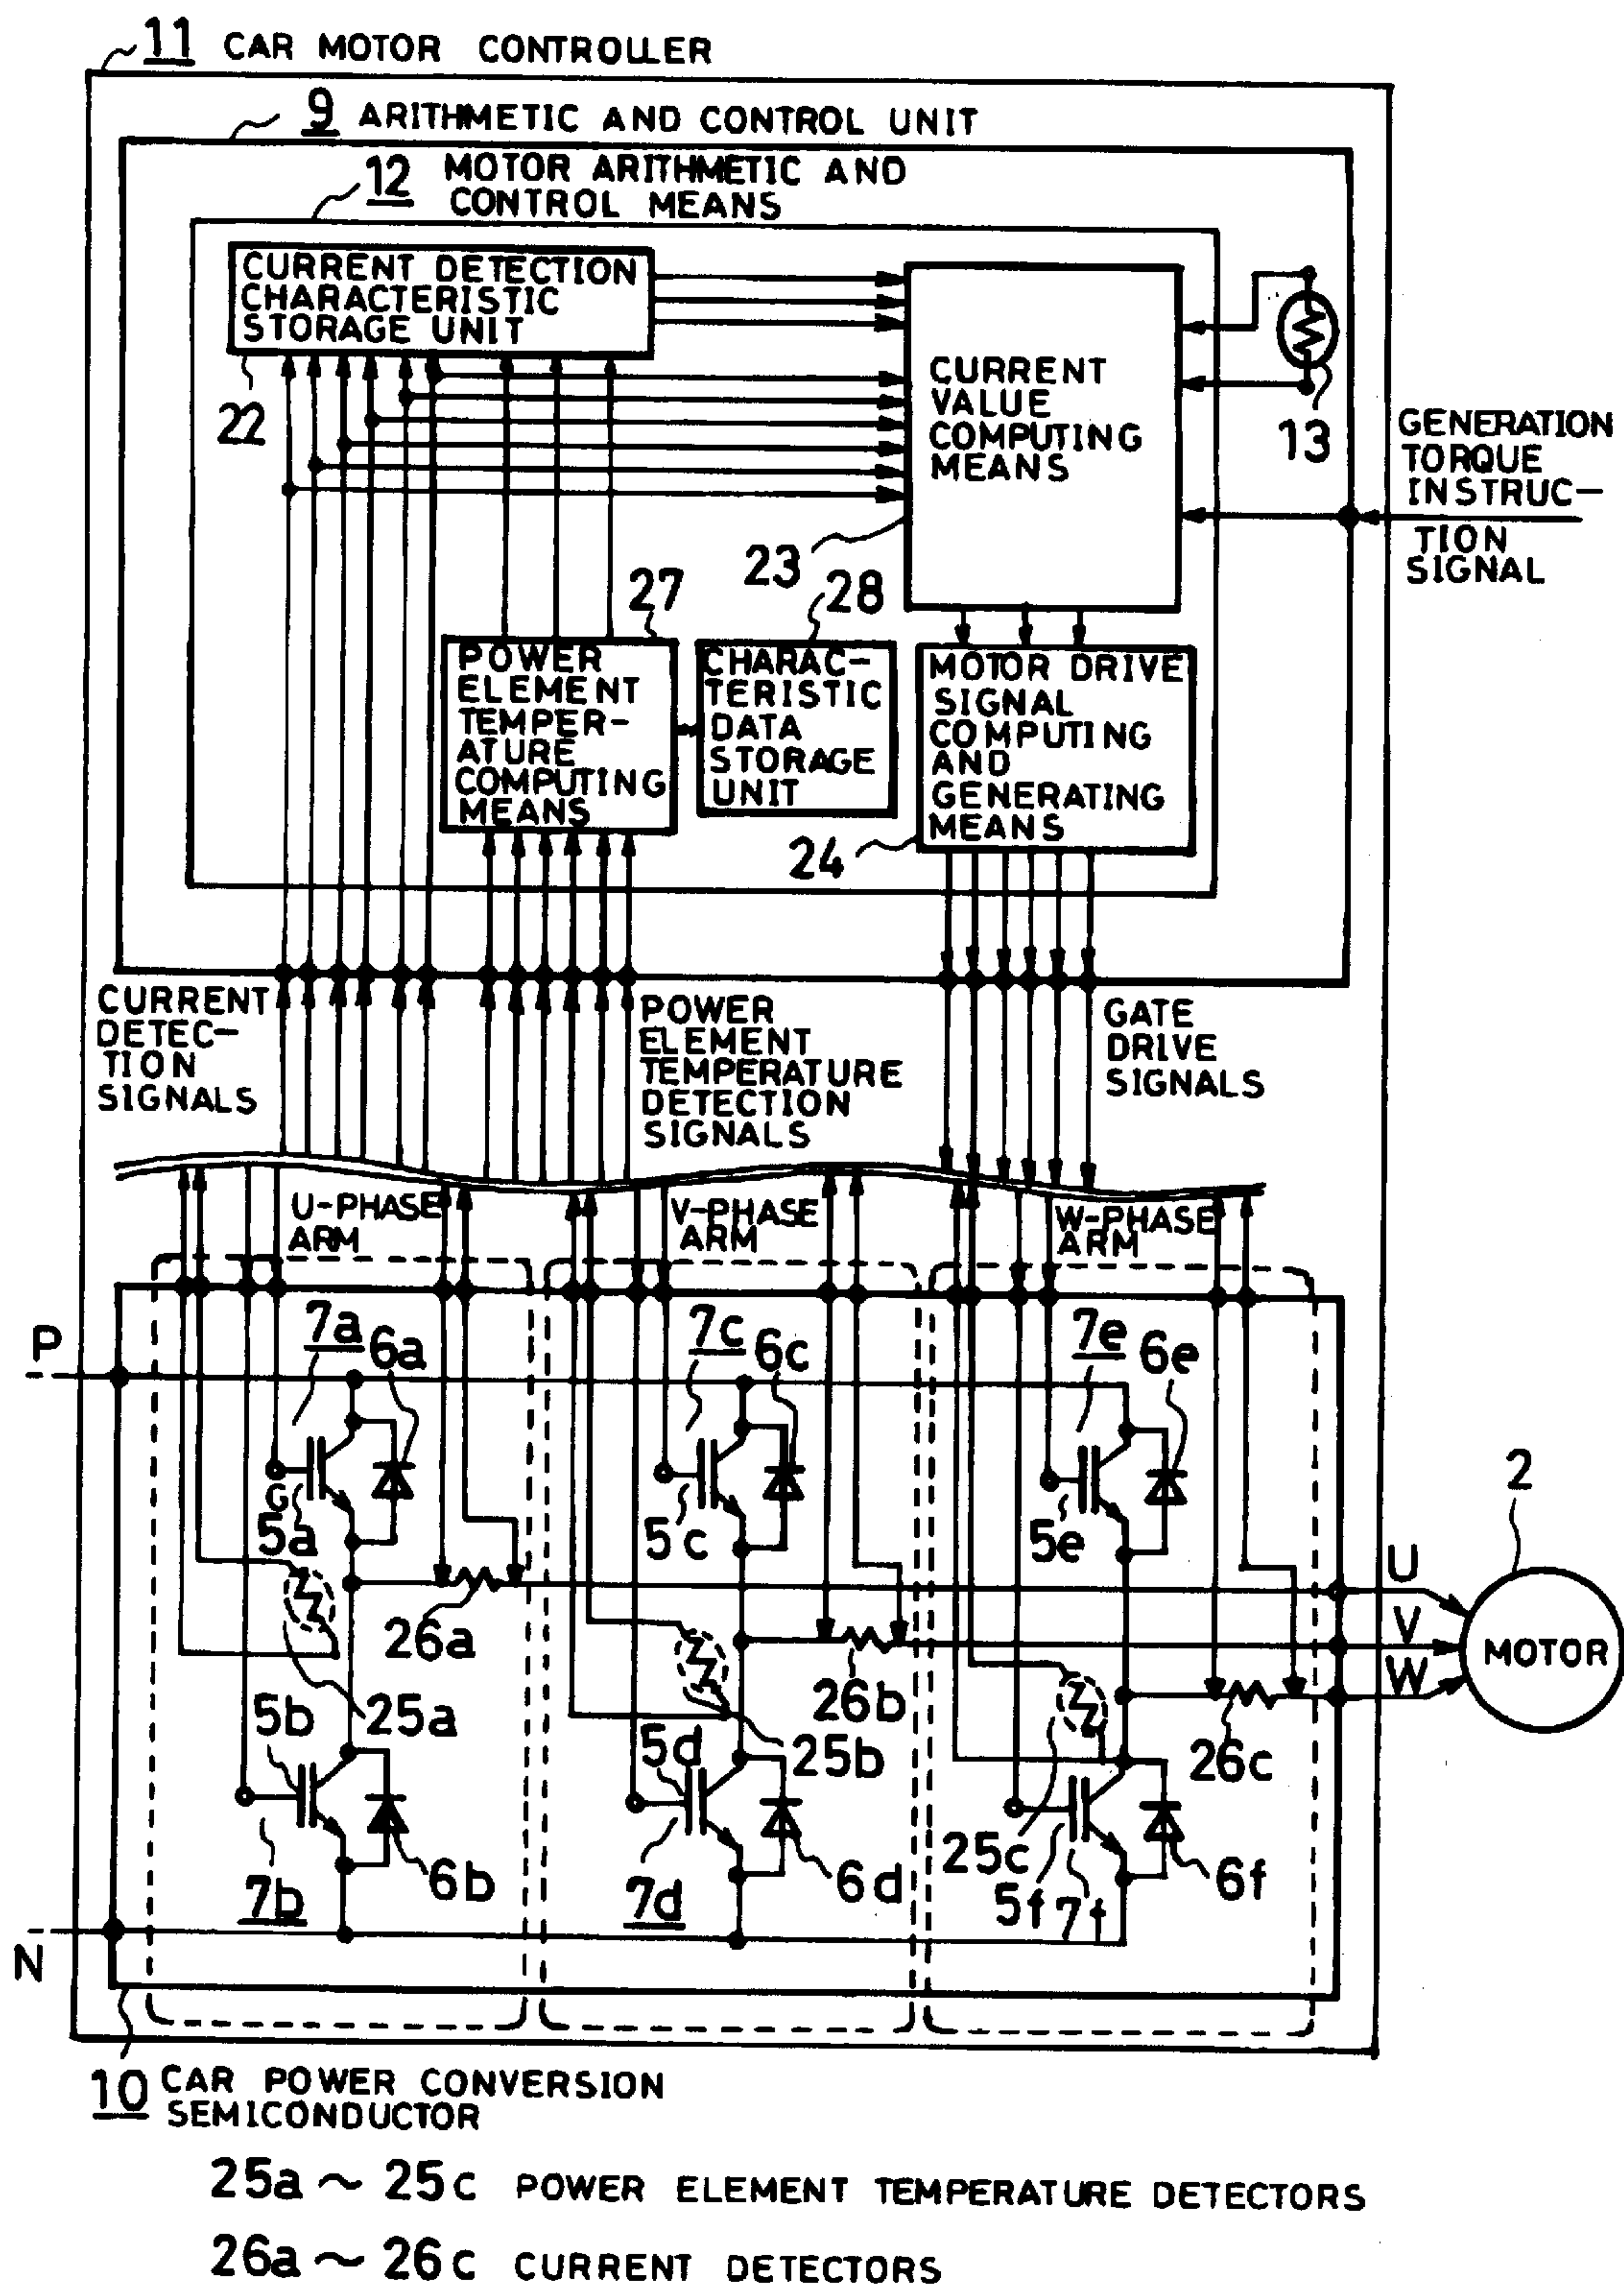 11 CAR MOTOR CONTROLLER
9 ARITHMETIC AND CONTROL UNIT
12 MOTOR ARITHMETIC AND
CONTROL MEANS
CURRENT DETECTION
CHARACTERISTIC
STORAGE UNIT
22
CURRENT
VALUE
COMPUTING
MEANS
23
13
GENERATION
TORQUE
INSTRUC-
TION
SIGNAL
27
28
POWER
ELEMENT
TEMPER-
ATURE
COMPUTING
MEANS
CHARAC-
TERISTIC
DATA
STORAGE
UNIT
MOTOR DRIVE
SIGNAL
COMPUTING
AND
GENERATING
MEANS
24
CURRENT
DETEC-
TION
SIGNALS
POWER
ELEMENT
TEMPERATURE
DETECTION
SIGNALS
GATE
DRIVE
SIGNALS
U-PHASE
ARM
V-PHASE
ARM
W-PHASE
ARM
P
7a
6a
7c
6c
7e
6e
G
5a
5c
5e
2
U
V
W
MOTOR
26a
26b
26c
25a
25b
25c
5b
5d
5f
7b
6b
7d
6d
7f
6f
N
10 CAR POWER CONVERSION
SEMICONDUCTOR
25a ~ 25c POWER ELEMENT TEMPERATURE DETECTORS
26a ~ 26c CURRENT DETECTORS